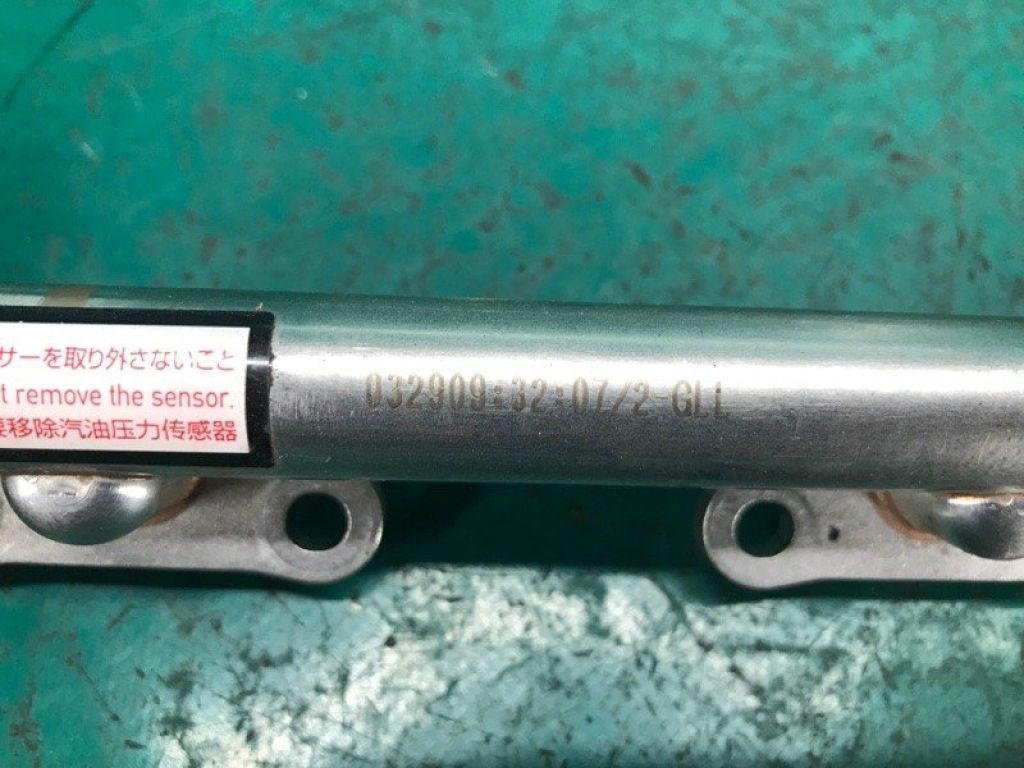 サーを取り外さないこと
t remove the sensor.
要移除汽油压力传感器
032909:32:07/2-GL1